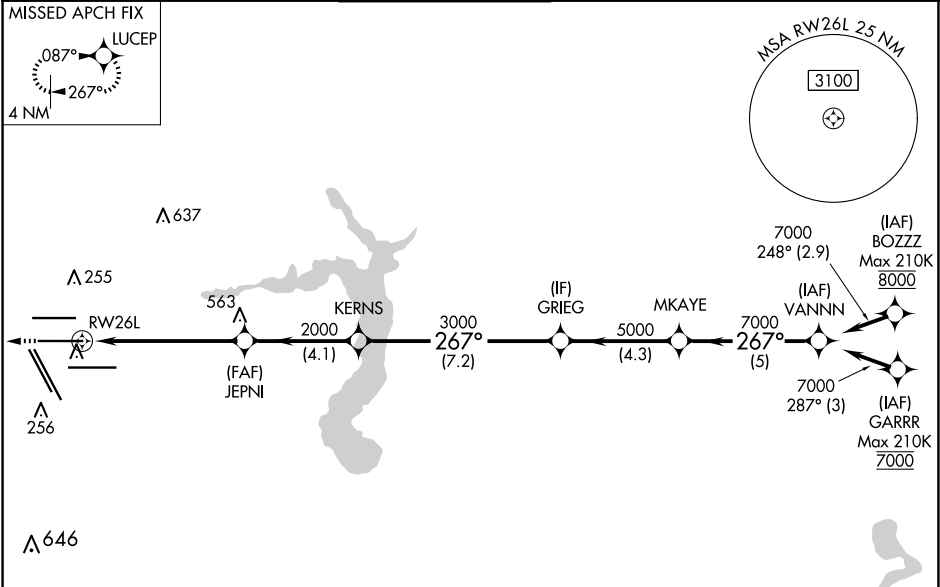 MISSED APCH FIX
LUCEP
087°
267°
4 NM
MSA RW26L 25 NM
3100
637
255
563
RW26L
256
646
(FAF)
JEPNI
2000
(4.1)
KERNS
3000
267°
(7.2)
(IF)
GRIEG
5000
(4.3)
MKAYE
7000
267°
(5)
(IAF)
VANNN
7000
248° (2.9)
(IAF)
BOZZZ
Max 210K
8000
7000
287° (3)
(IAF)
GARRR
Max 210K
7000